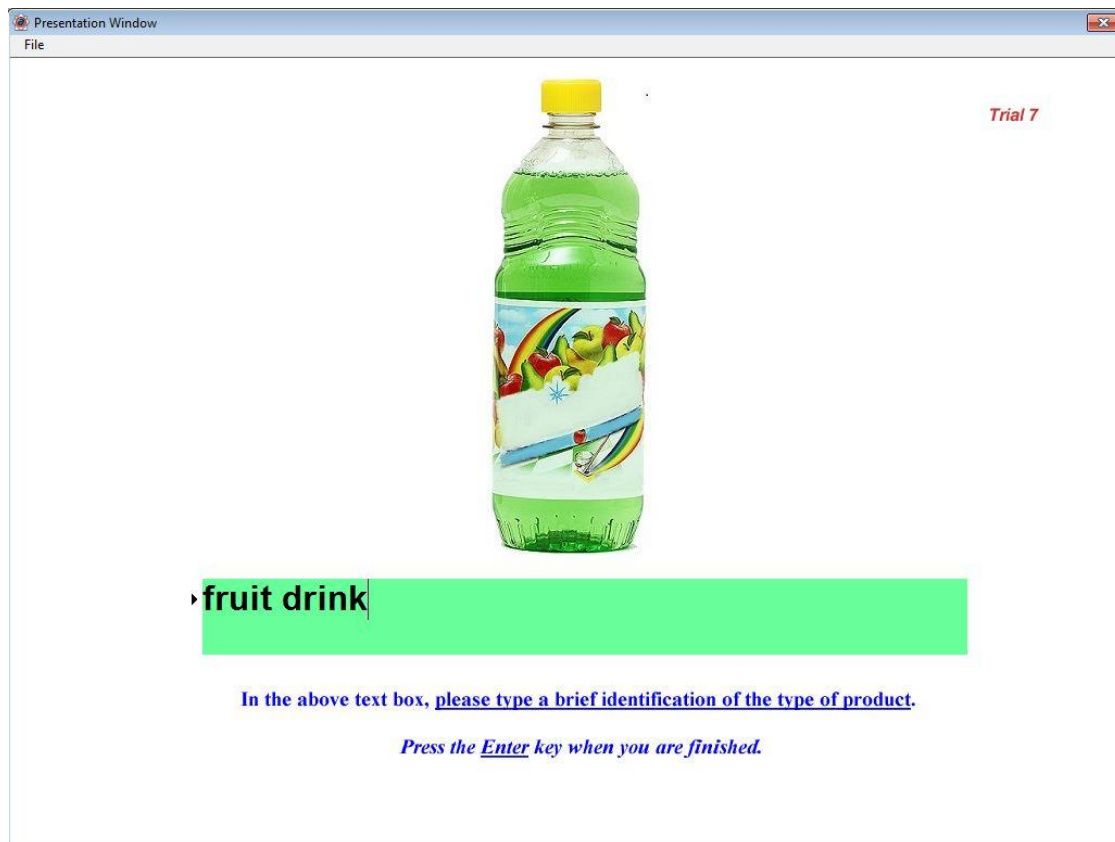 Presentation Window
File
Trial 7
fruit drink
In the above text box, please type a brief identification of the type of product.
Press the Enter key when you are finished.